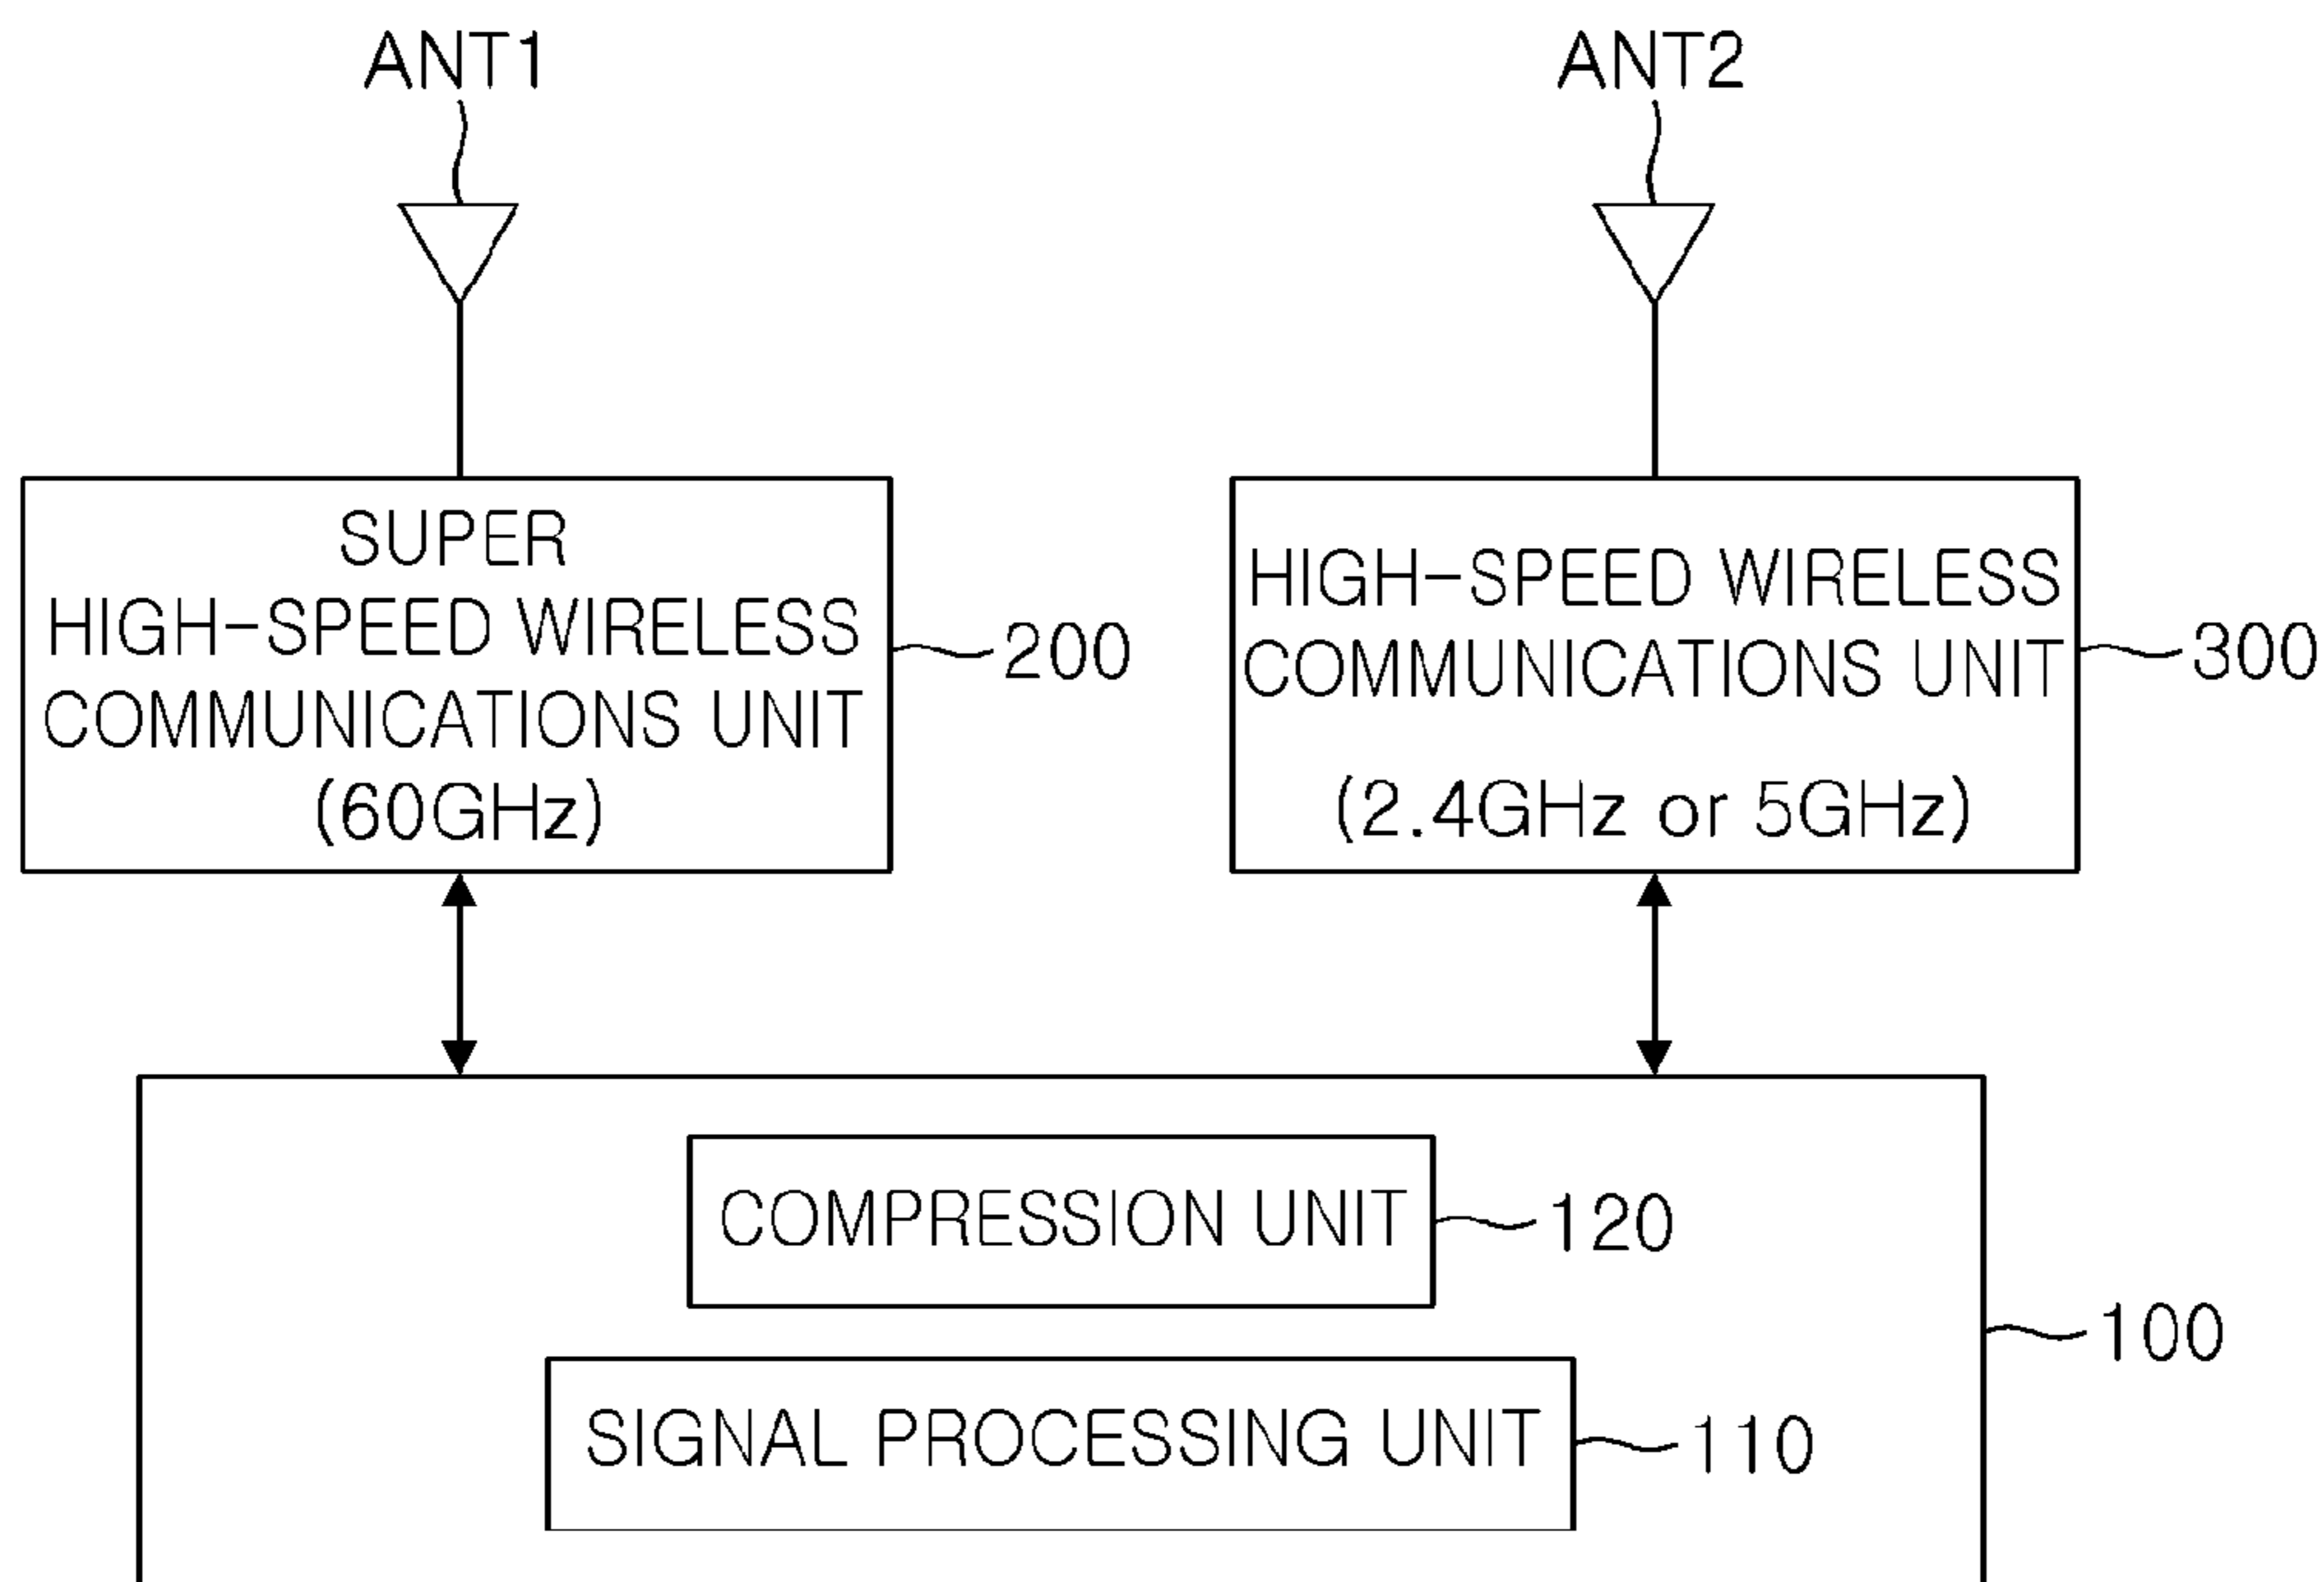 ANT1
ANT2
SUPER
HIGH-SPEED WIRELESS
COMMUNICATIONS UNIT
(60GHz)
200
HIGH-SPEED WIRELESS
COMMUNICATIONS UNIT
(2.4GHz or 5GHz)
300
COMPRESSION UNIT
120
100
SIGNAL PROCESSING UNIT
110